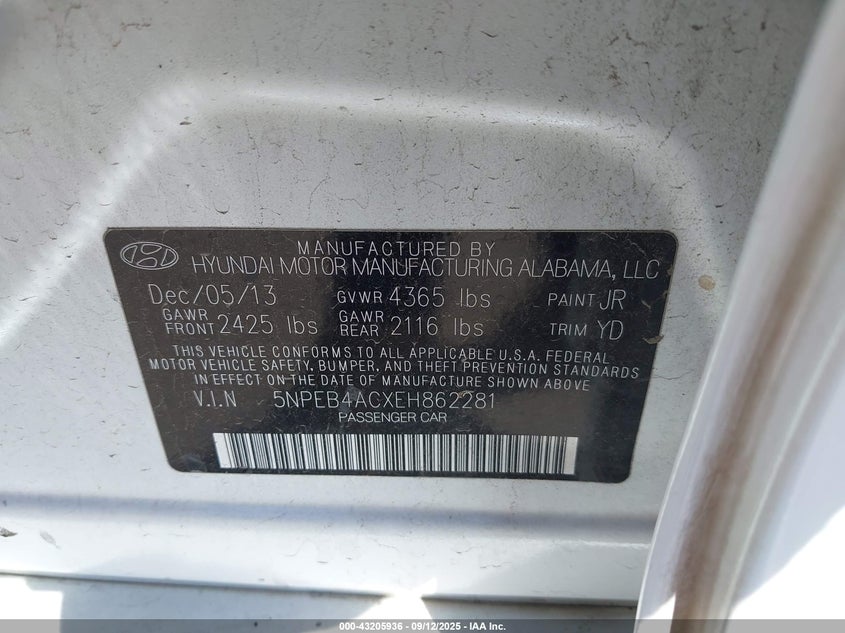 MANUFACTURED BY
HYUNDAI MOTOR MANUFACTURING ALABAMA, LLC
Dec/05/13 GVWR 4365 lbs PAINT JR
GAWR FRONT 2425 lbs GAWR REAR 2116 lbs TRIM YD
THIS VEHICLE CONFORMS TO ALL APPLICABLE U.S.A. FEDERAL
MOTOR VEHICLE SAFETY, BUMPER, AND THEFT PREVENTION STANDARDS
IN EFFECT ON THE DATE OF MANUFACTURE SHOWN ABOVE
V.I.N 5NPEB4ACXEH862281
PASSENGER CAR
000-43205936 - 09/12/2025 - IAA Inc.